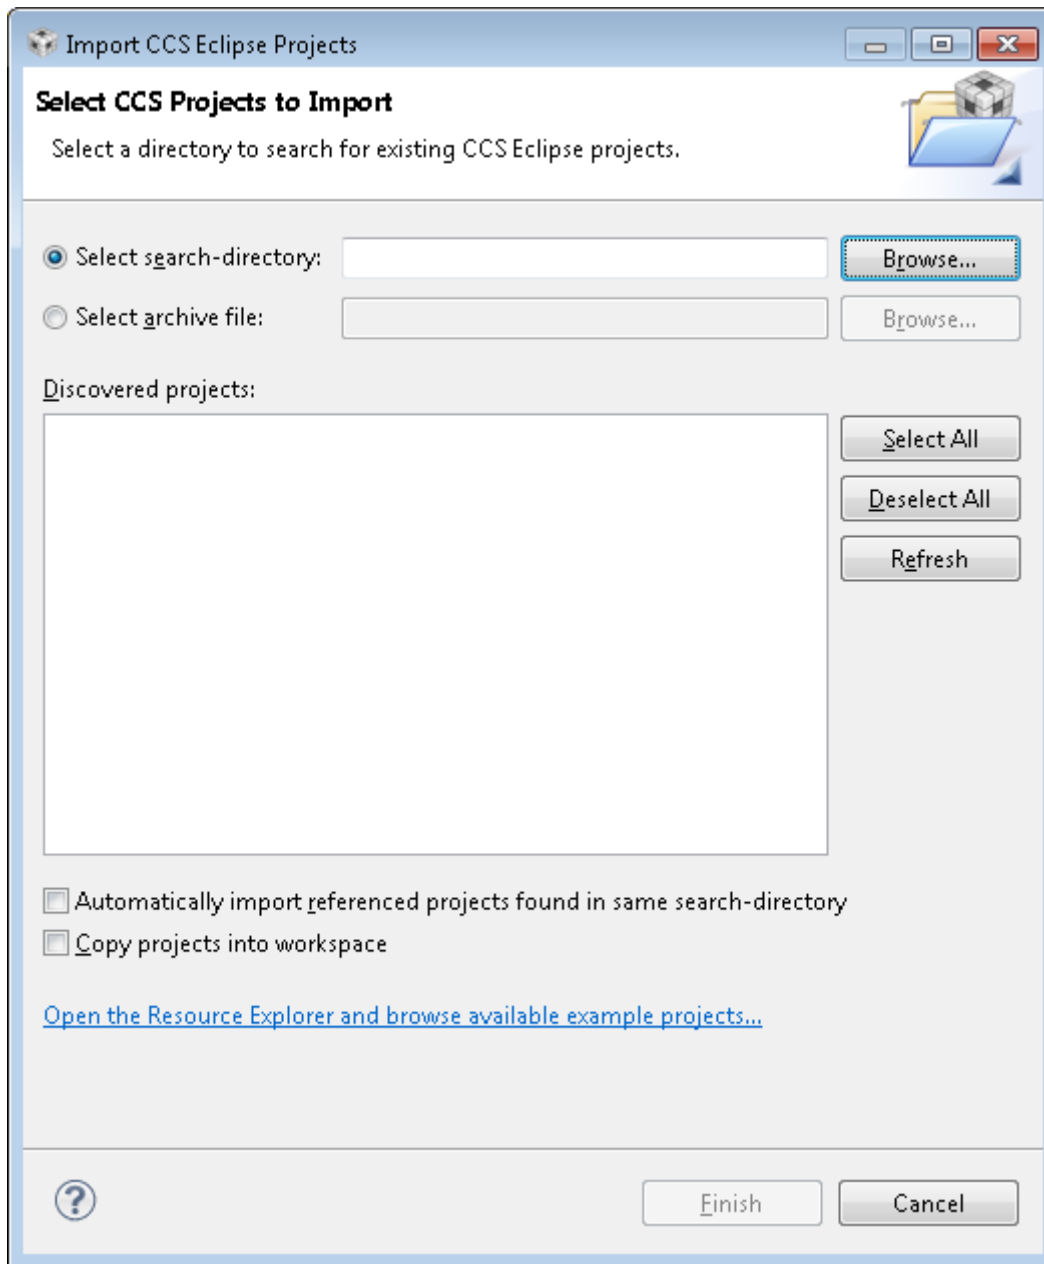 Import CCS Eclipse Projects
Select CCS Projects to Import
Select a directory to search for existing CCS Eclipse projects.
Select search-directory:
Browse...
Select archive file:
Browse...
Discovered projects:
Select All
Deselect All
Refresh
Automatically import referenced projects found in same search-directory
Copy projects into workspace
Open the Resource Explorer and browse available example projects...
?
Finish
Cancel